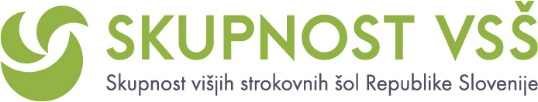 SKUPNOST VSŠ
Skupnost višjih strokovnih šol Republike Slovenije